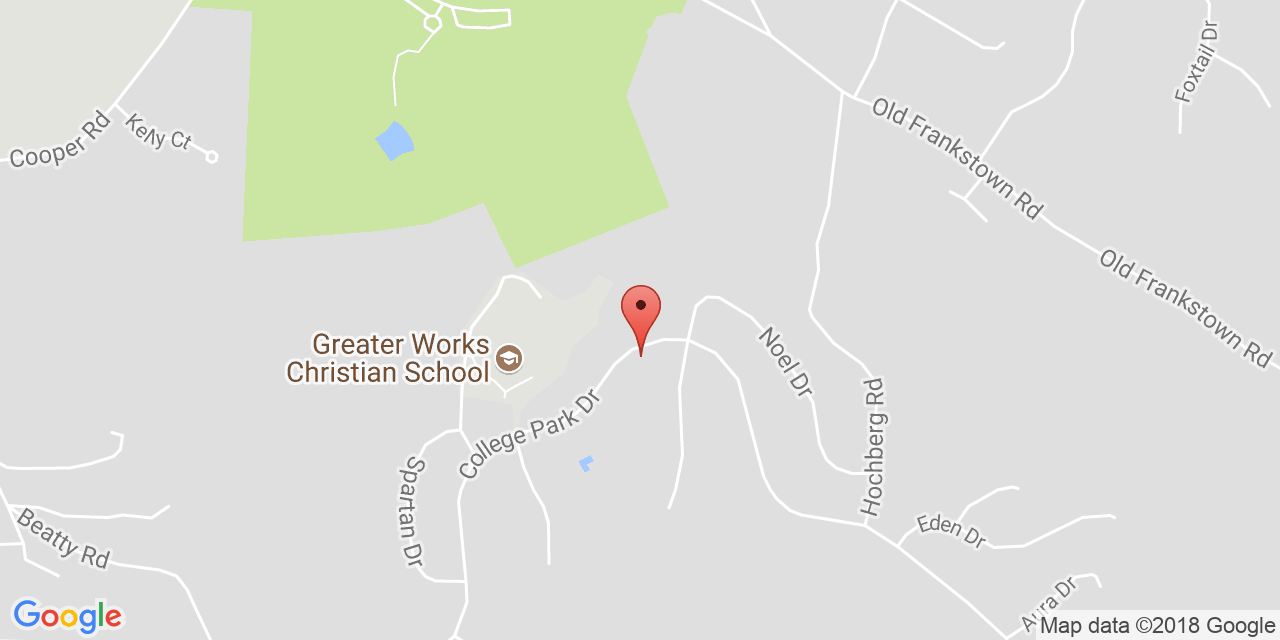 Foxtail Dr
Old Frankstown Rd
Cooper Rd
Kelly Ct
Old Frankstown Rd
Greater Works
Christian School
Noel Dr
College Park Dr
Hochberg Rd
Spartan Dr
Beatty Rd
Eden Dr
Aura Dr
Google
Map data ©2018 Google